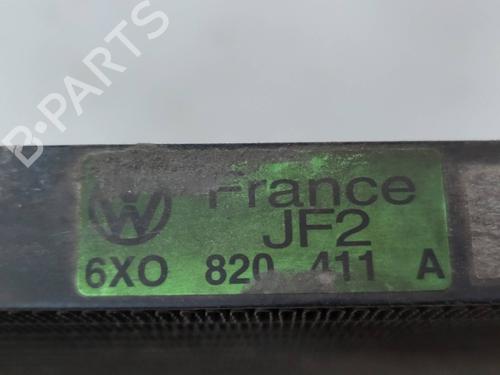 B-PARTS
France
JF2
6XO 820 411 A